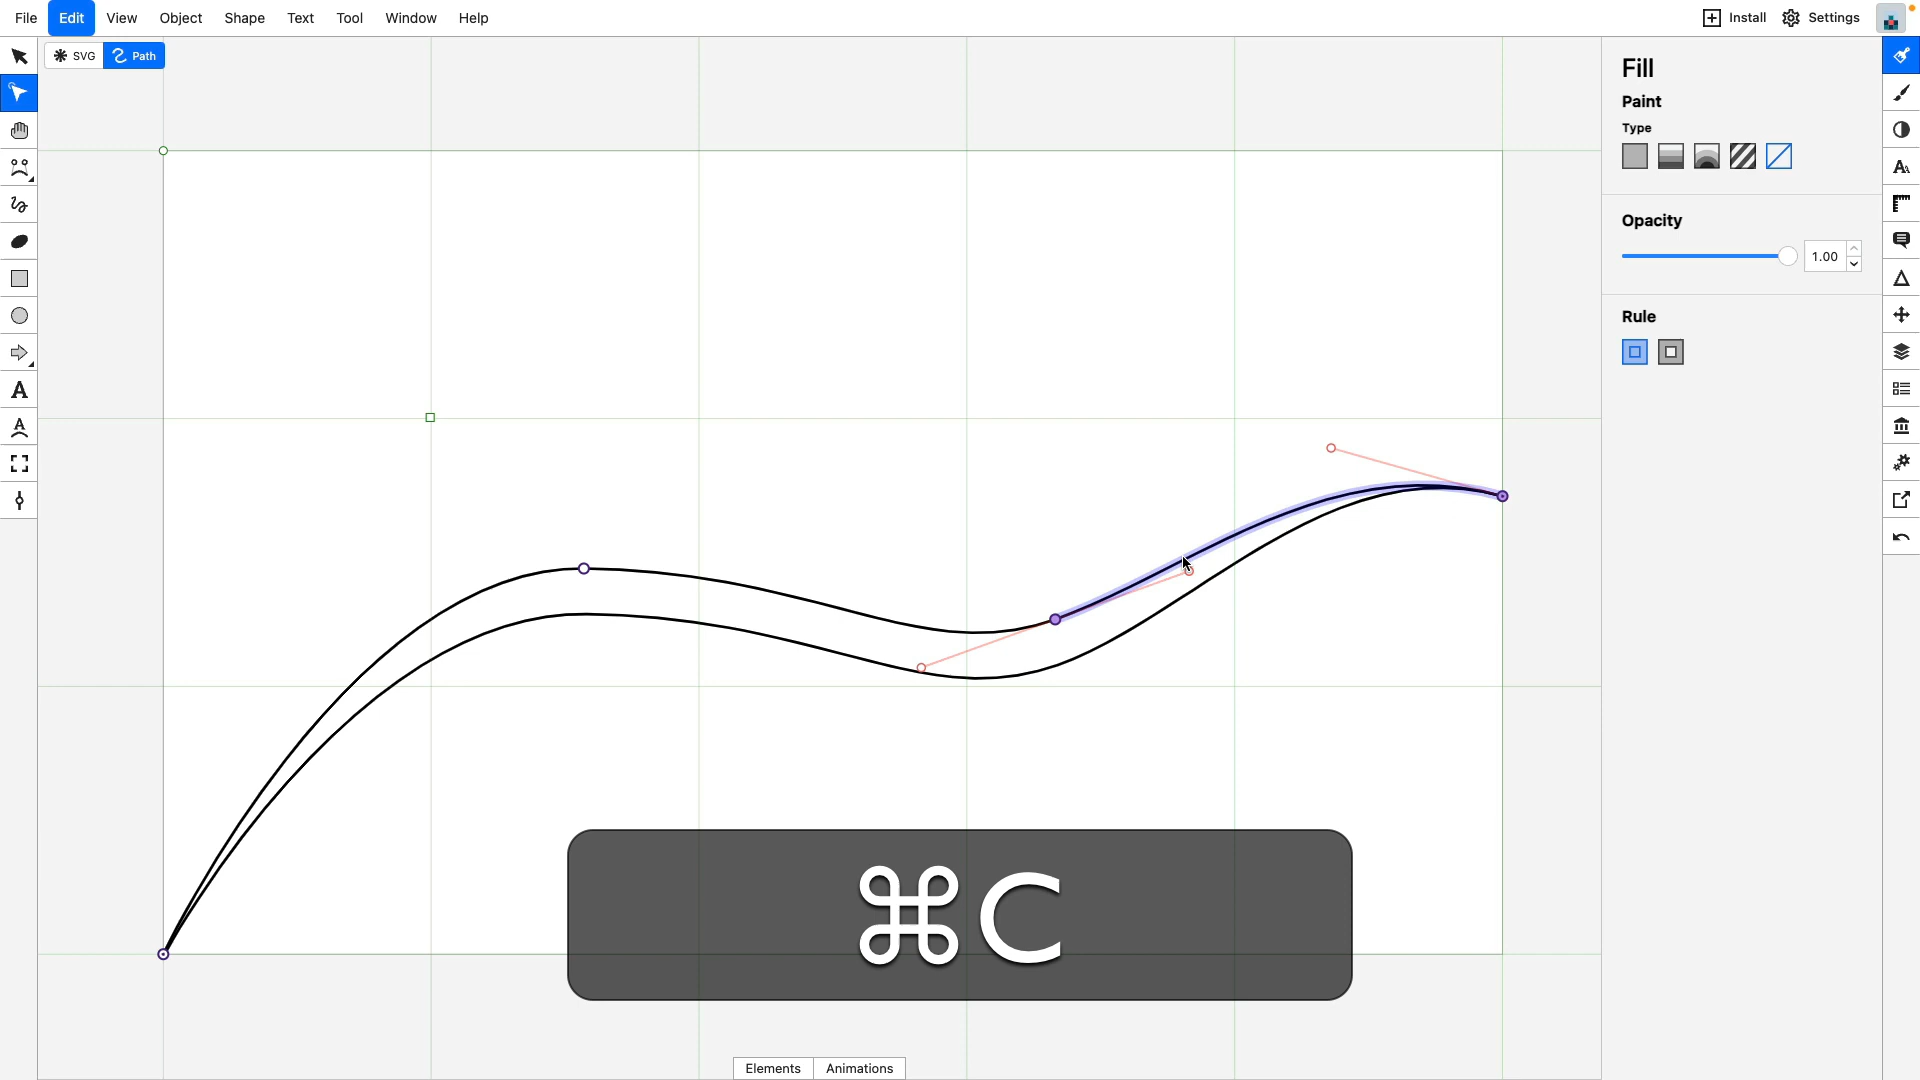 File Edit View Object Shape Text Tool Window Help Install Settings
SVG Path
Fill
Paint
Type
Opacity
1.00
Rule
⌘C
Elements Animations